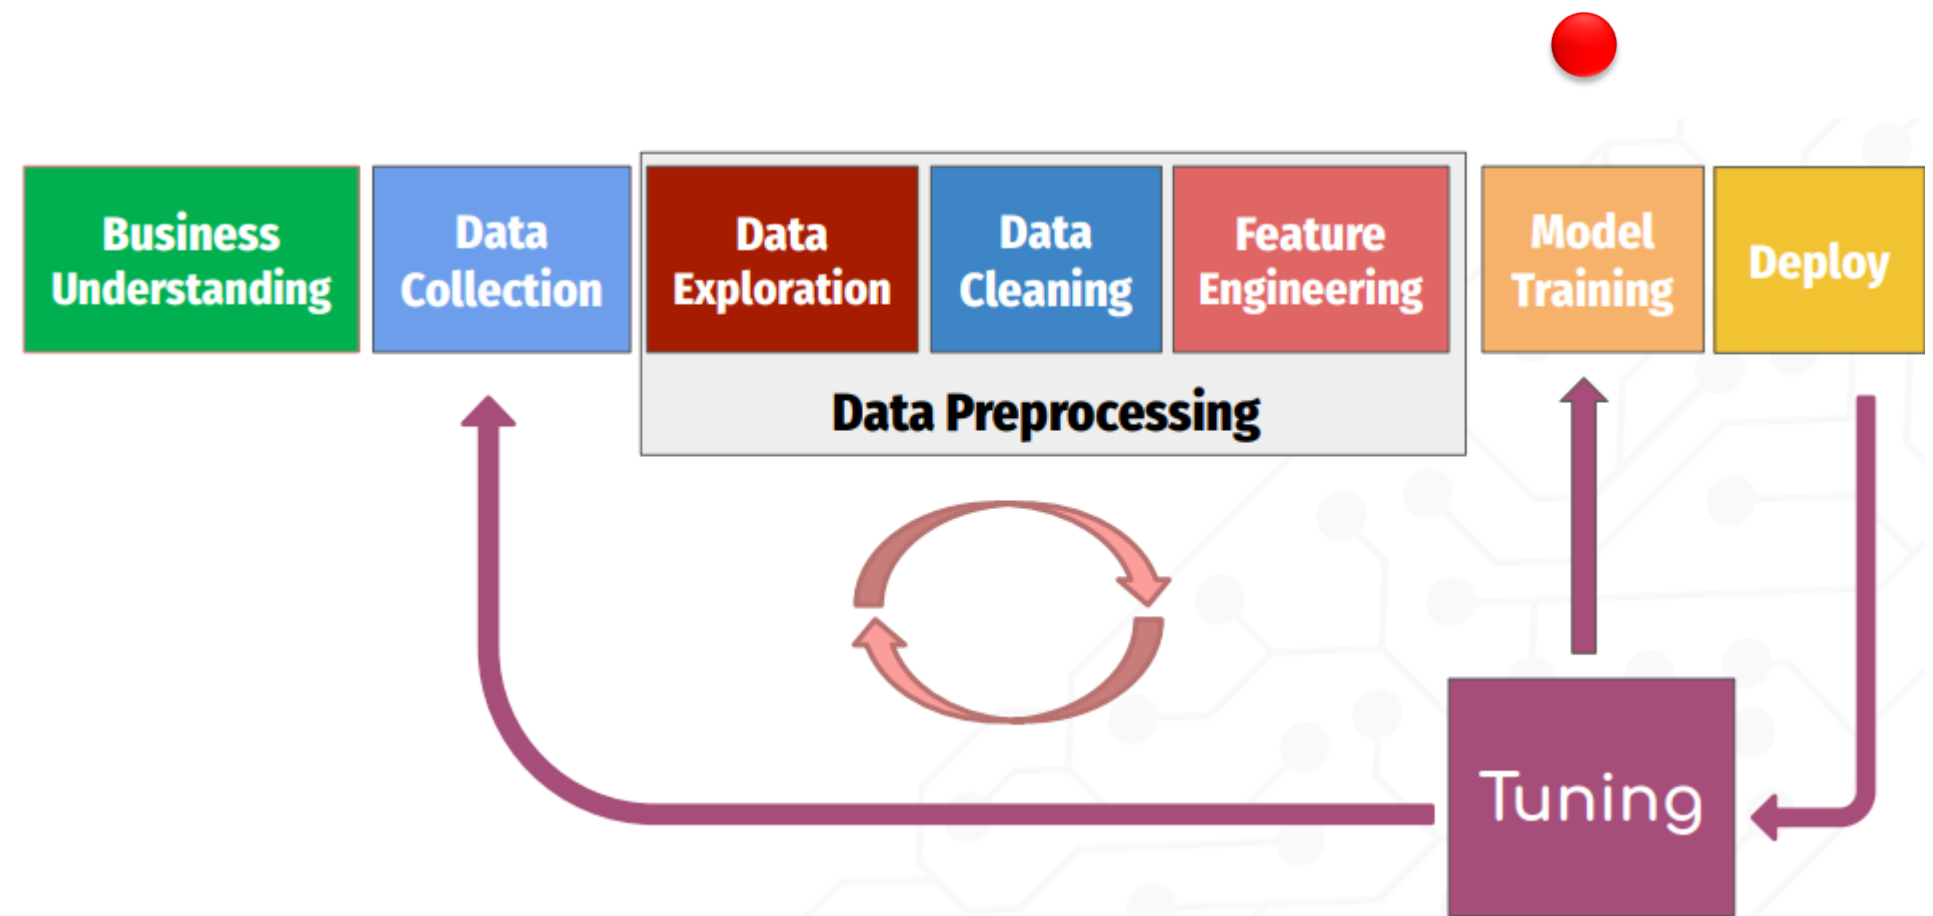 Business
Understanding
Data
Collection
Data
Exploration
Data
Cleaning
Feature
Engineering
Model
Training
Deploy
Data Preprocessing
Tuning